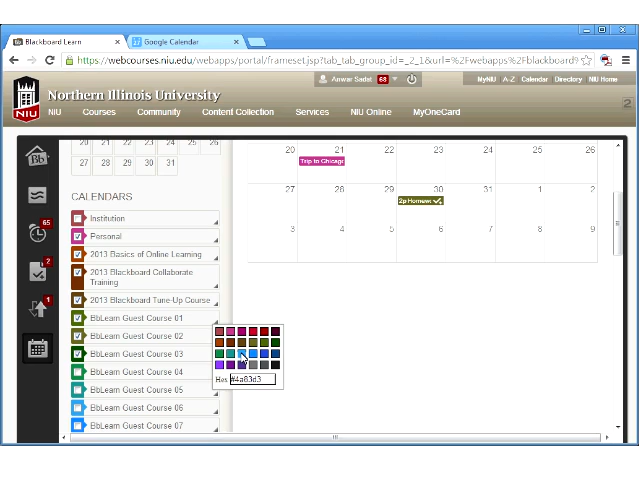 Blackboard Learn
Google Calendar
https://webcourses.niu.edu/webapps/portal/frameset.jsp?tab_tab_group_id=_2_1&url=%2Fwebapps%2Fblackboard%
Anwar Sadat 68
MyNIU A-Z Calendar Directory NIU Home
Northern Illinois University
NIU
NIU Courses Community Content Collection Services NIU Online MyOneCard
2
Bb
65
2
1
20 21 22 23 24 25 26
27 28 29 30 31
CALENDARS
Institution
Personal
2013 Basics of Online Learning
2013 Blackboard Collaborate
Training
2013 Blackboard Tune-Up Course
BbLearn Guest Course 01
BbLearn Guest Course 02
BbLearn Guest Course 03
BbLearn Guest Course 04
BbLearn Guest Course 05
BbLearn Guest Course 06
BbLearn Guest Course 07
Hex #4a83d3
20 21 22 23 24 25 26
Trip to Chicago
27 28 29 30 31 1 2
2p Homew
3 4 5 6 7 8 9